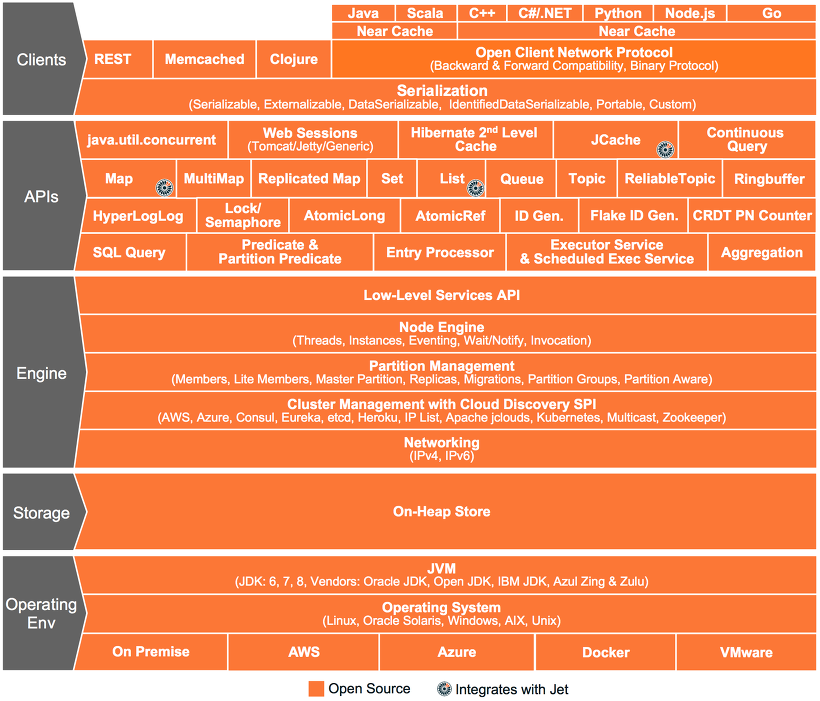 Java Scala C++ C#/.NET Python Node.js Go
Near Cache Near Cache
Clients
REST Memcached Clojure Open Client Network Protocol
(Backward & Forward Compatibility, Binary Protocol)
Serialization
(Serializable, Externalizable, DataSerializable, IdentifiedDataSerializable, Portable, Custom)
APIs
java.util.concurrent Web Sessions
(Tomcat/Jetty/Generic) Hibernate 2nd Level
Cache JCache Continuous
Query
Map MultiMap Replicated Map Set List Queue Topic ReliableTopic Ringbuffer
HyperLogLog Lock/
Semaphore AtomicLong AtomicRef ID Gen. Flake ID Gen. CRDT PN Counter
SQL Query Predicate &
Partition Predicate Entry Processor Executor Service
& Scheduled Exec Service Aggregation
Engine
Low-Level Services API
Node Engine
(Threads, Instances, Eventing, Wait/Notify, Invocation)
Partition Management
(Members, Lite Members, Master Partition, Replicas, Migrations, Partition Groups, Partition Aware)
Cluster Management with Cloud Discovery SPI
(AWS, Azure, Consul, Eureka, etcd, Heroku, IP List, Apache jclouds, Kubernetes, Multicast, Zookeeper)
Networking
(IPv4, IPv6)
Storage
On-Heap Store
Operating
Env
JVM
(JDK: 6, 7, 8, Vendors: Oracle JDK, Open JDK, IBM JDK, Azul Zing & Zulu)
Operating System
(Linux, Oracle Solaris, Windows, AIX, Unix)
On Premise AWS Azure Docker VMware
Open Source Integrates with Jet